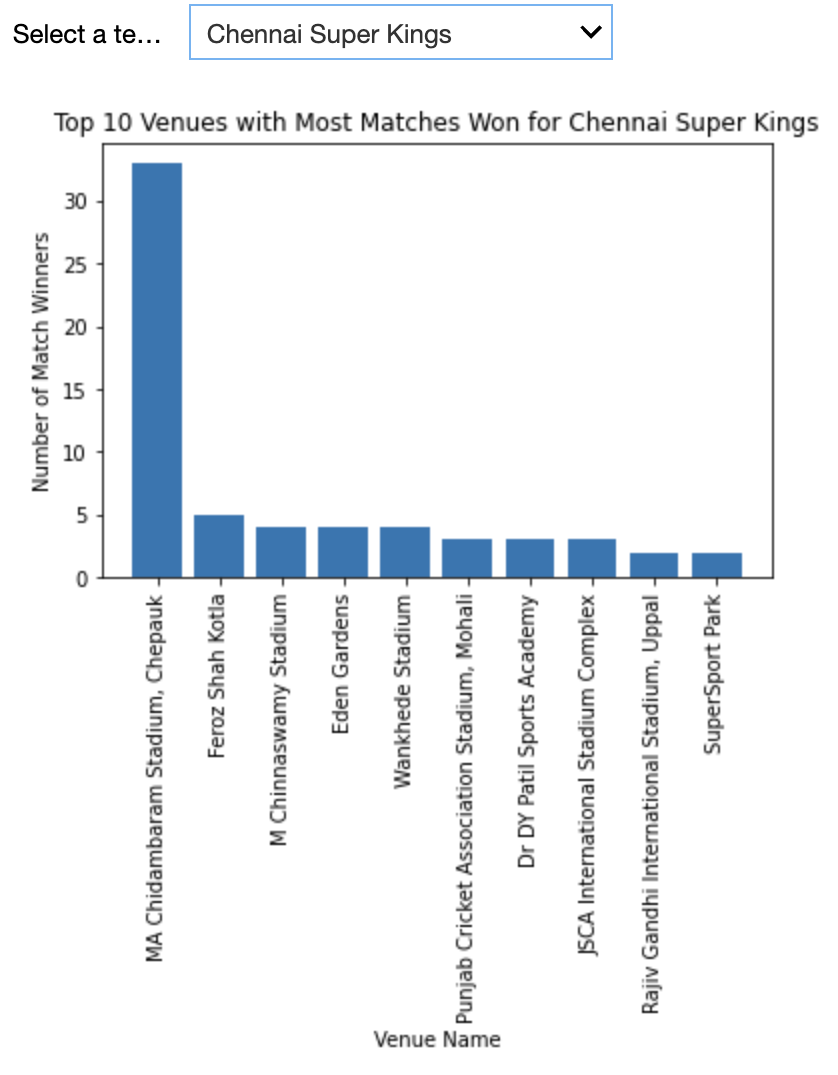 Select a te...
Chennai Super Kings
Top 10 Venues with Most Matches Won for Chennai Super Kings
Number of Match Winners
30
25
20
15
10
5
0
MA Chidambaram Stadium, Chepauk
Feroz Shah Kotla
M Chinnaswamy Stadium
Eden Gardens
Wankhede Stadium
Punjab Cricket Association Stadium, Mohali
Dr DY Patil Sports Academy
JSCA International Stadium Complex
Rajiv Gandhi International Stadium, Uppal
SuperSport Park
Venue Name